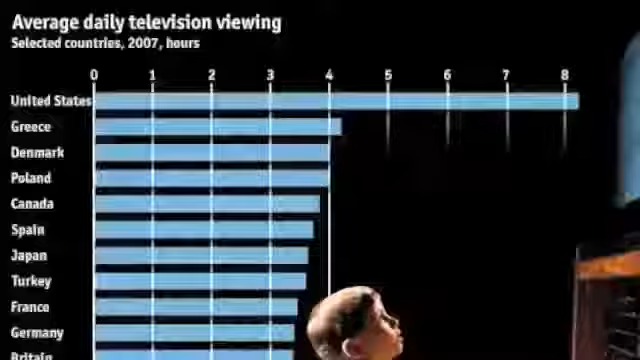 Average daily television viewing
Selected countries, 2007, hours
0 1 2 3 4 5 6 7 8
United States
Greece
Denmark
Poland
Canada
Spain
Japan
Turkey
France
Germany
Britain